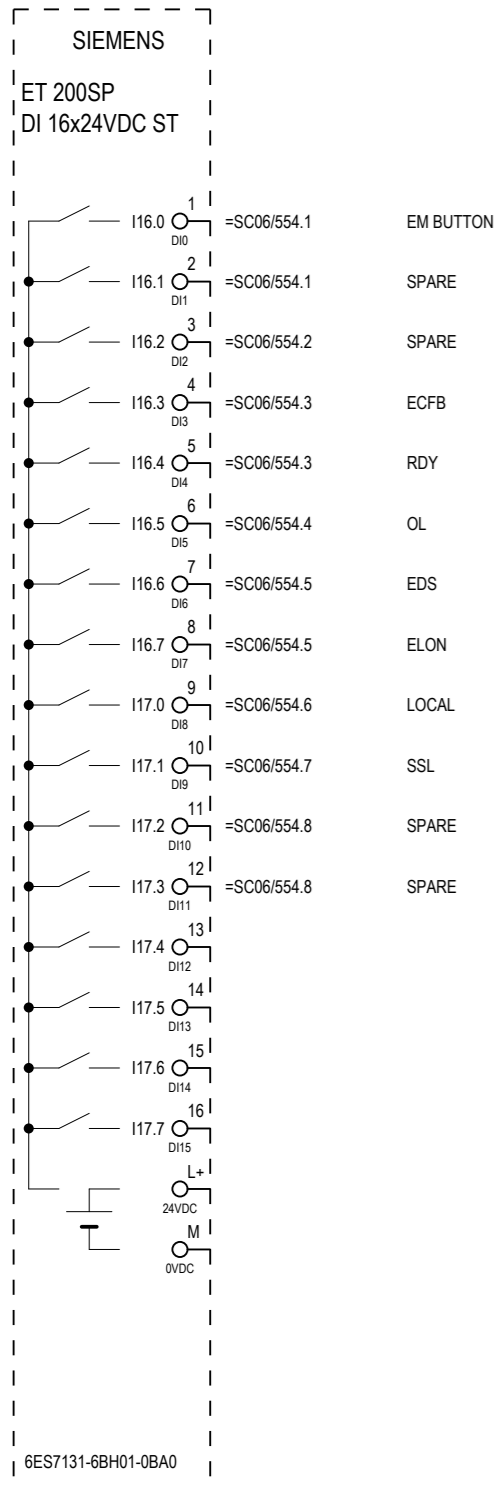 SIEMENS
ET 200SP
DI 16x24VDC ST
I16.0 1 =SC06/554.1 EM BUTTON
DI0
I16.1 2 =SC06/554.1 SPARE
DI1
I16.2 3 =SC06/554.2 SPARE
DI2
I16.3 4 =SC06/554.3 ECFB
DI3
I16.4 5 =SC06/554.3 RDY
DI4
I16.5 6 =SC06/554.4 OL
DI5
I16.6 7 =SC06/554.5 EDS
DI6
I16.7 8 =SC06/554.5 ELON
DI7
I17.0 9 =SC06/554.6 LOCAL
DI8
I17.1 10 =SC06/554.7 SSL
DI9
I17.2 11 =SC06/554.8 SPARE
DI10
I17.3 12 =SC06/554.8 SPARE
DI11
I17.4 13
DI12
I17.5 14
DI13
I17.6 15
DI14
I17.7 16
DI15
L+
24VDC
M
0VDC
6ES7131-6BH01-0BA0